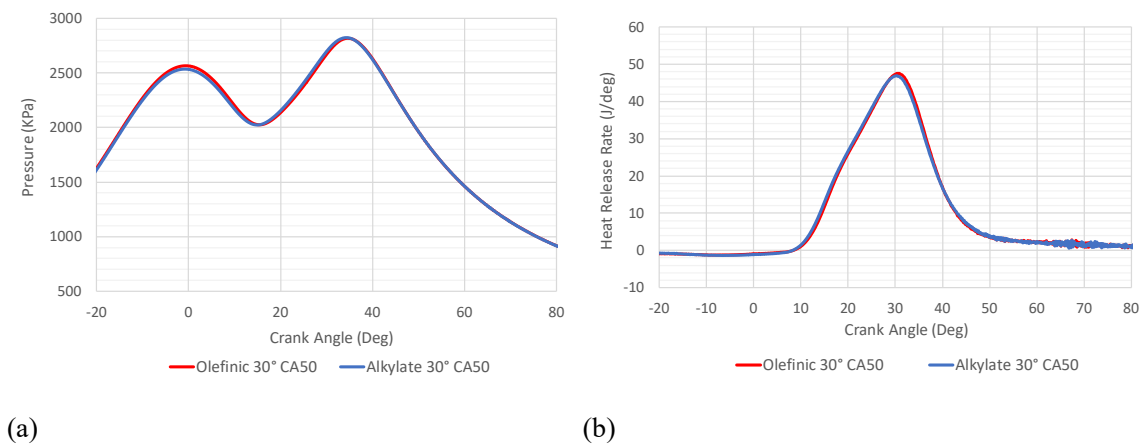 3000
2500
2000
1500
1000
500
Pressure (KPa)
-20 0 20 40 60 80
Crank Angle (Deg)
Olefinic 30° CA50 Alkylate 30° CA50
(a)
60
50
40
30
20
10
0
-10
Heat Release Rate (J/deg)
-20 -10 0 10 20 30 40 50 60 70 80
Crank Angle (Deg)
Olefinic 30° CA50 Alkylate 30° CA50
(b)